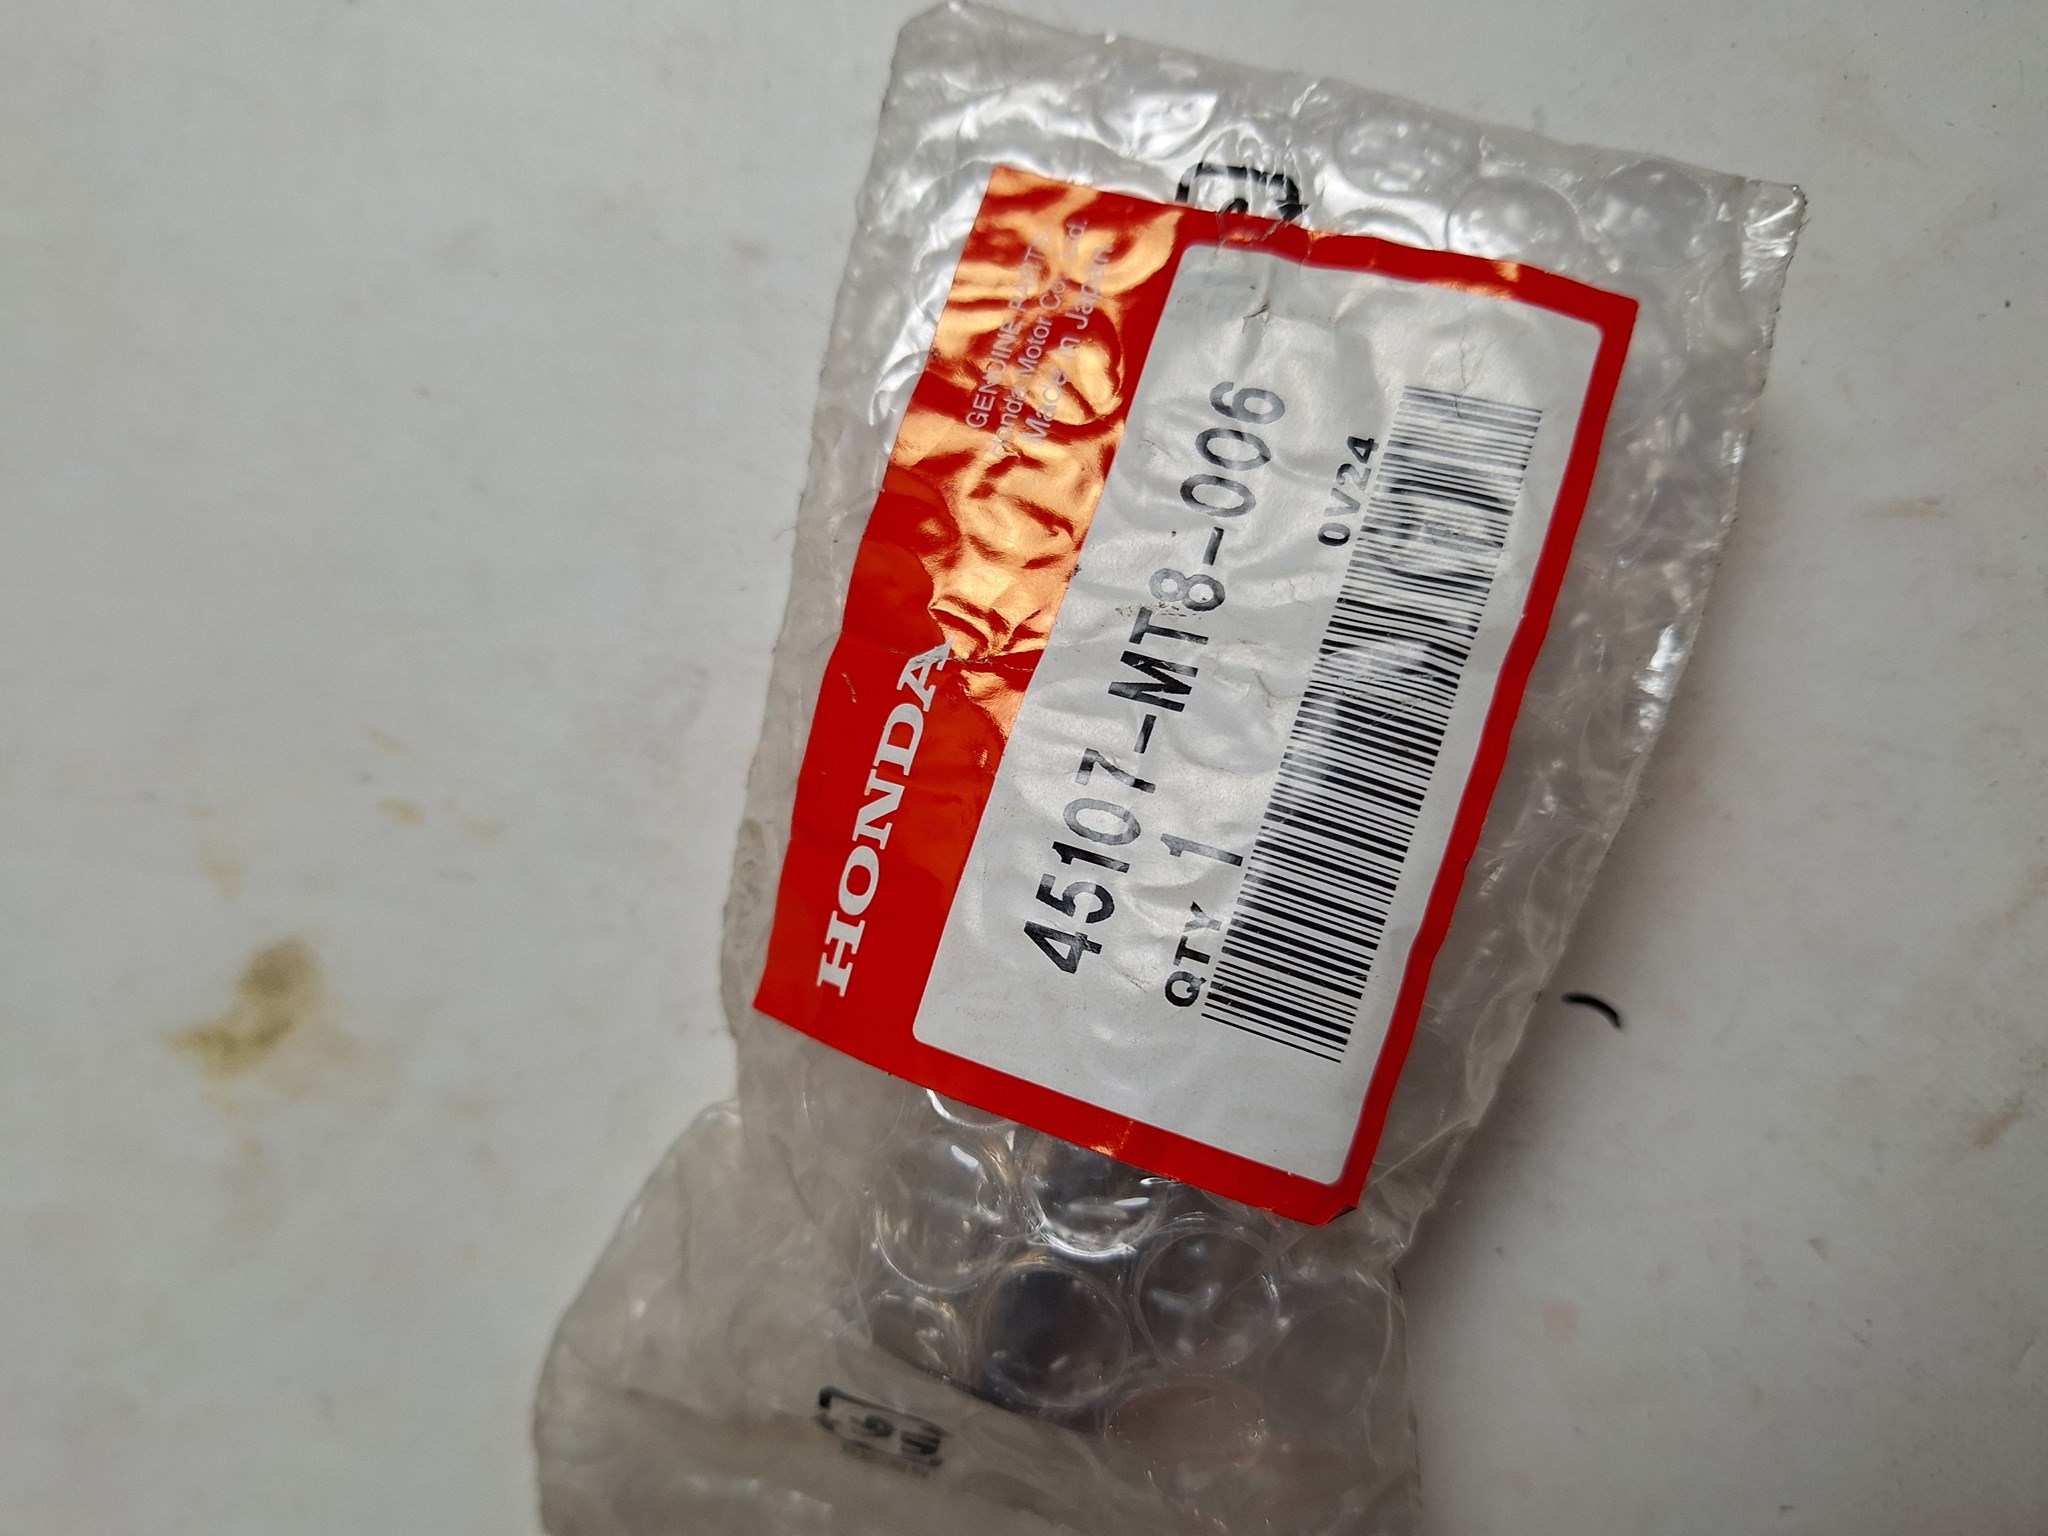 HONDA
GENUINE PARTS
Honda Motor Co., Ltd.
Made in Japan
45107-MT8-006
QTY 1
0V24